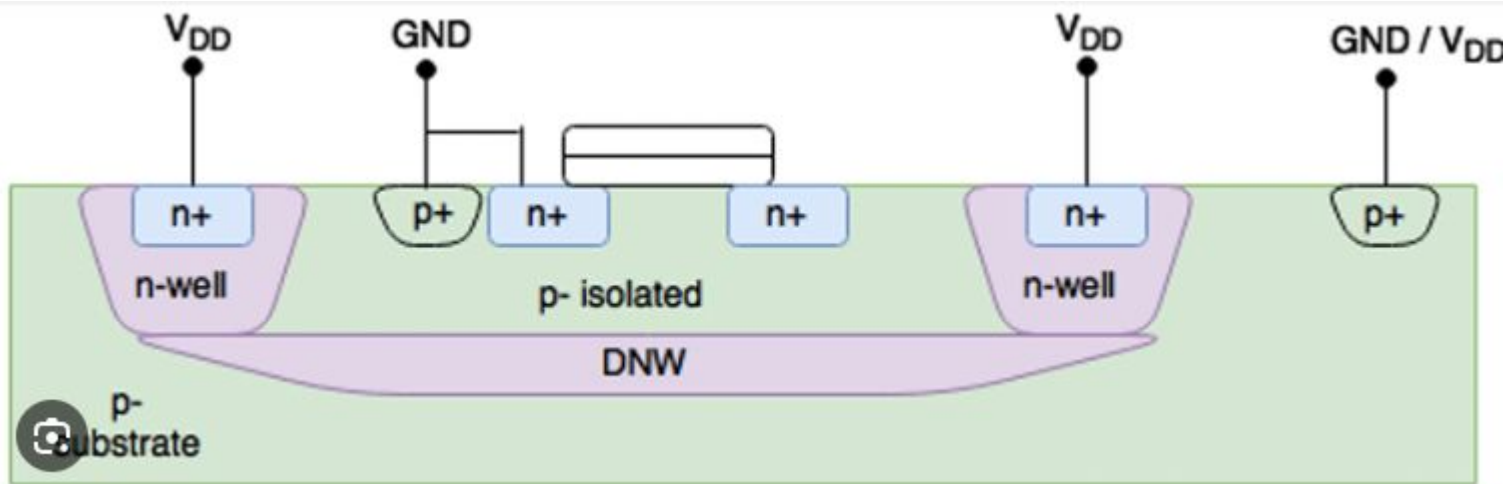 VDD
GND
VDD
GND / VDD
n+
p+
n+
n+
n+
p+
n-well
p- isolated
n-well
DNW
p-
substrate